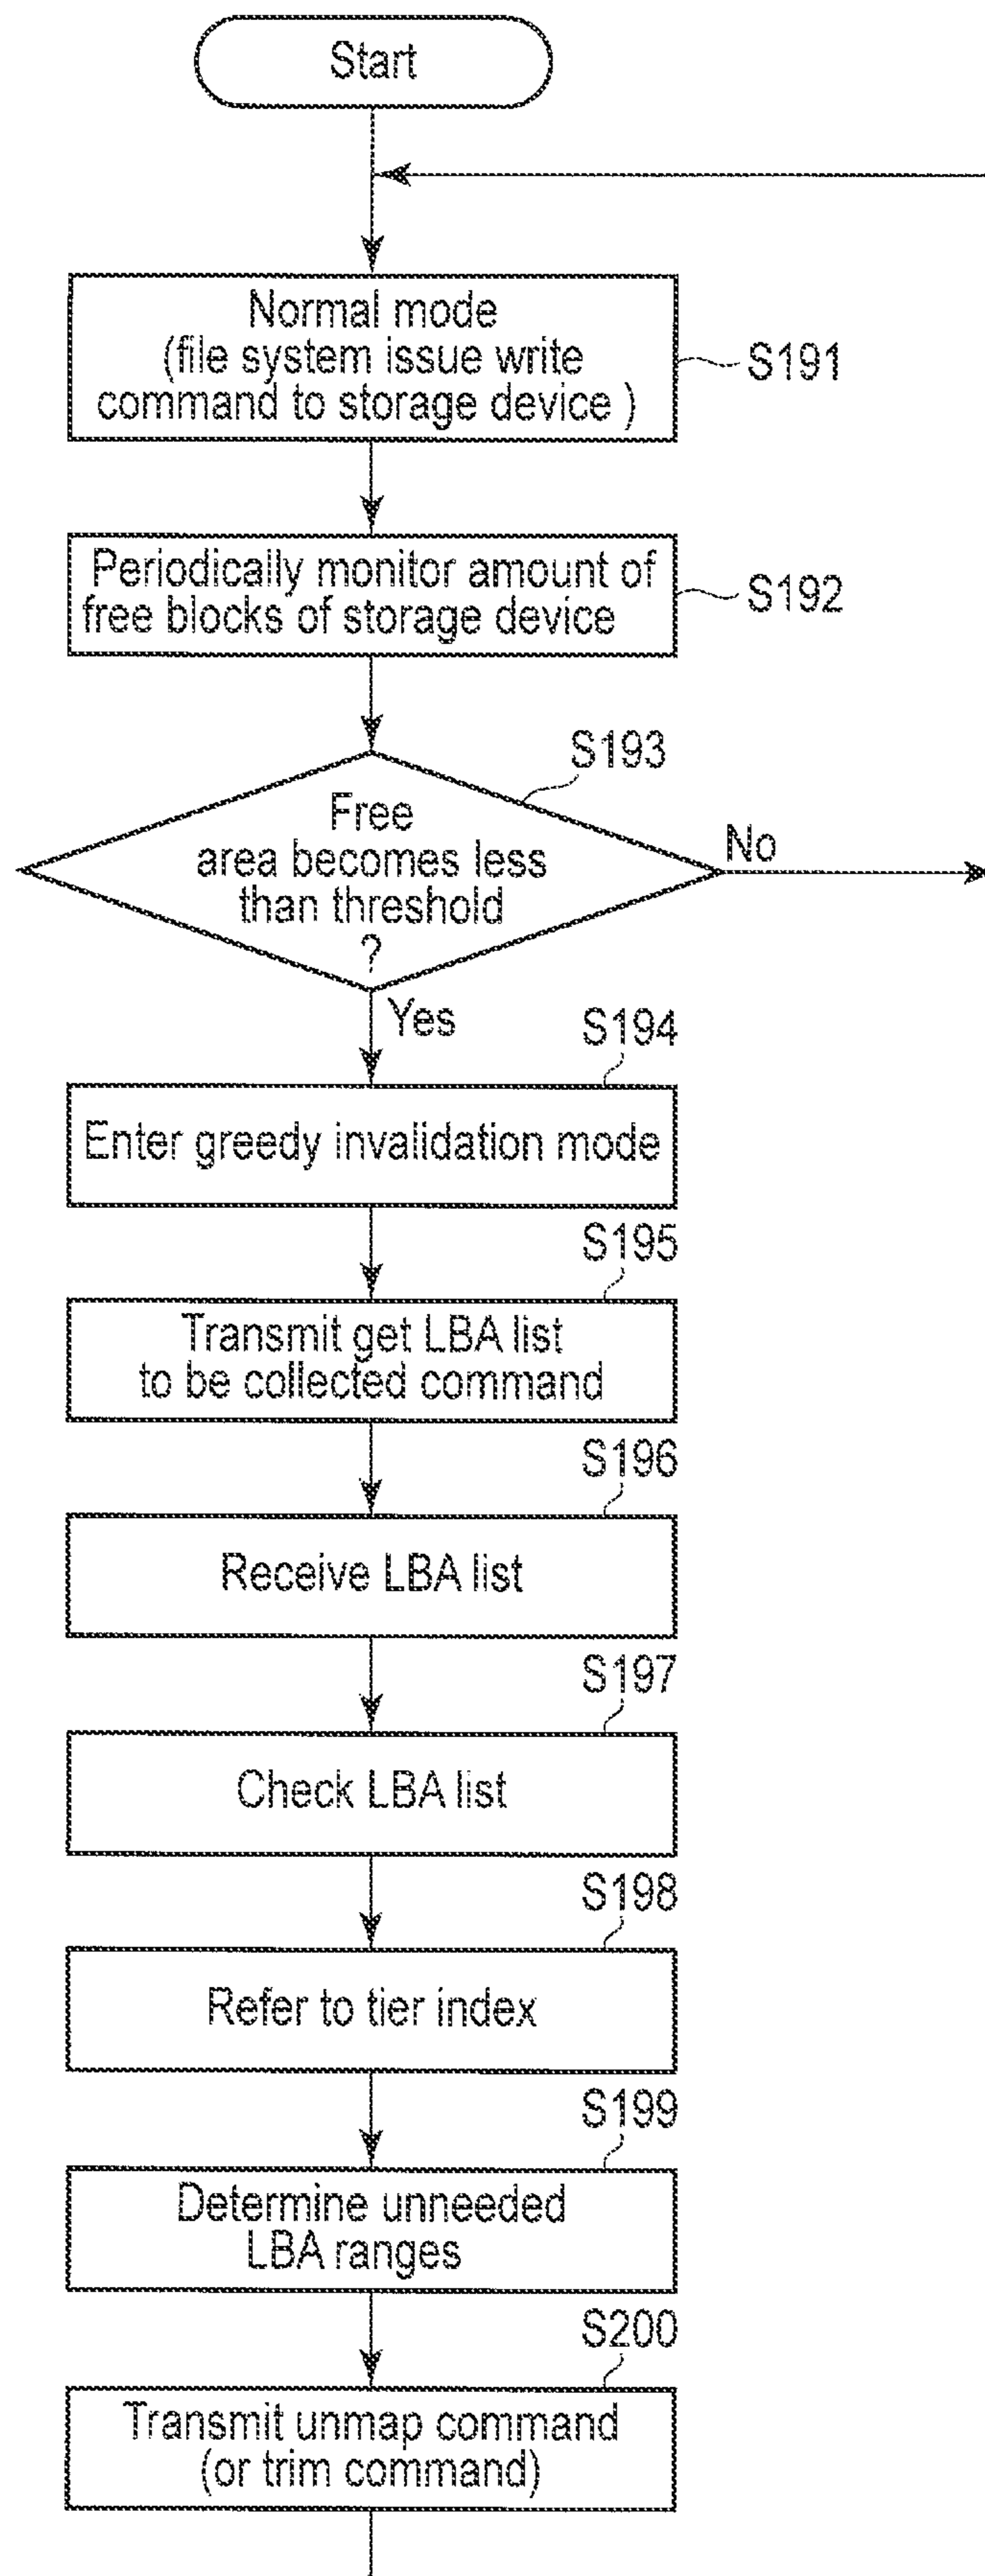 Start
Normal mode
(file system issue write
command to storage device )
S191
Periodically monitor amount of
free blocks of storage device
S192
S193
Free
area becomes less
than threshold
?
No
Yes
S194
Enter greedy invalidation mode
S195
Transmit get LBA list
to be collected command
S196
Receive LBA list
S197
Check LBA list
S198
Refer to tier index
S199
Determine unneeded
LBA ranges
S200
Transmit unmap command
(or trim command)